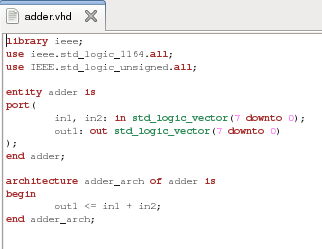 adder.vhd
library ieee;
use ieee.std_logic_1164.all;
use IEEE.std_logic_unsigned.all;
entity adder is
port(
in1, in2: in std_logic_vector(7 downto 0);
out1: out std_logic_vector(7 downto 0)
);
end adder;
architecture adder_arch of adder is
begin
out1 <= in1 + in2;
end adder_arch;